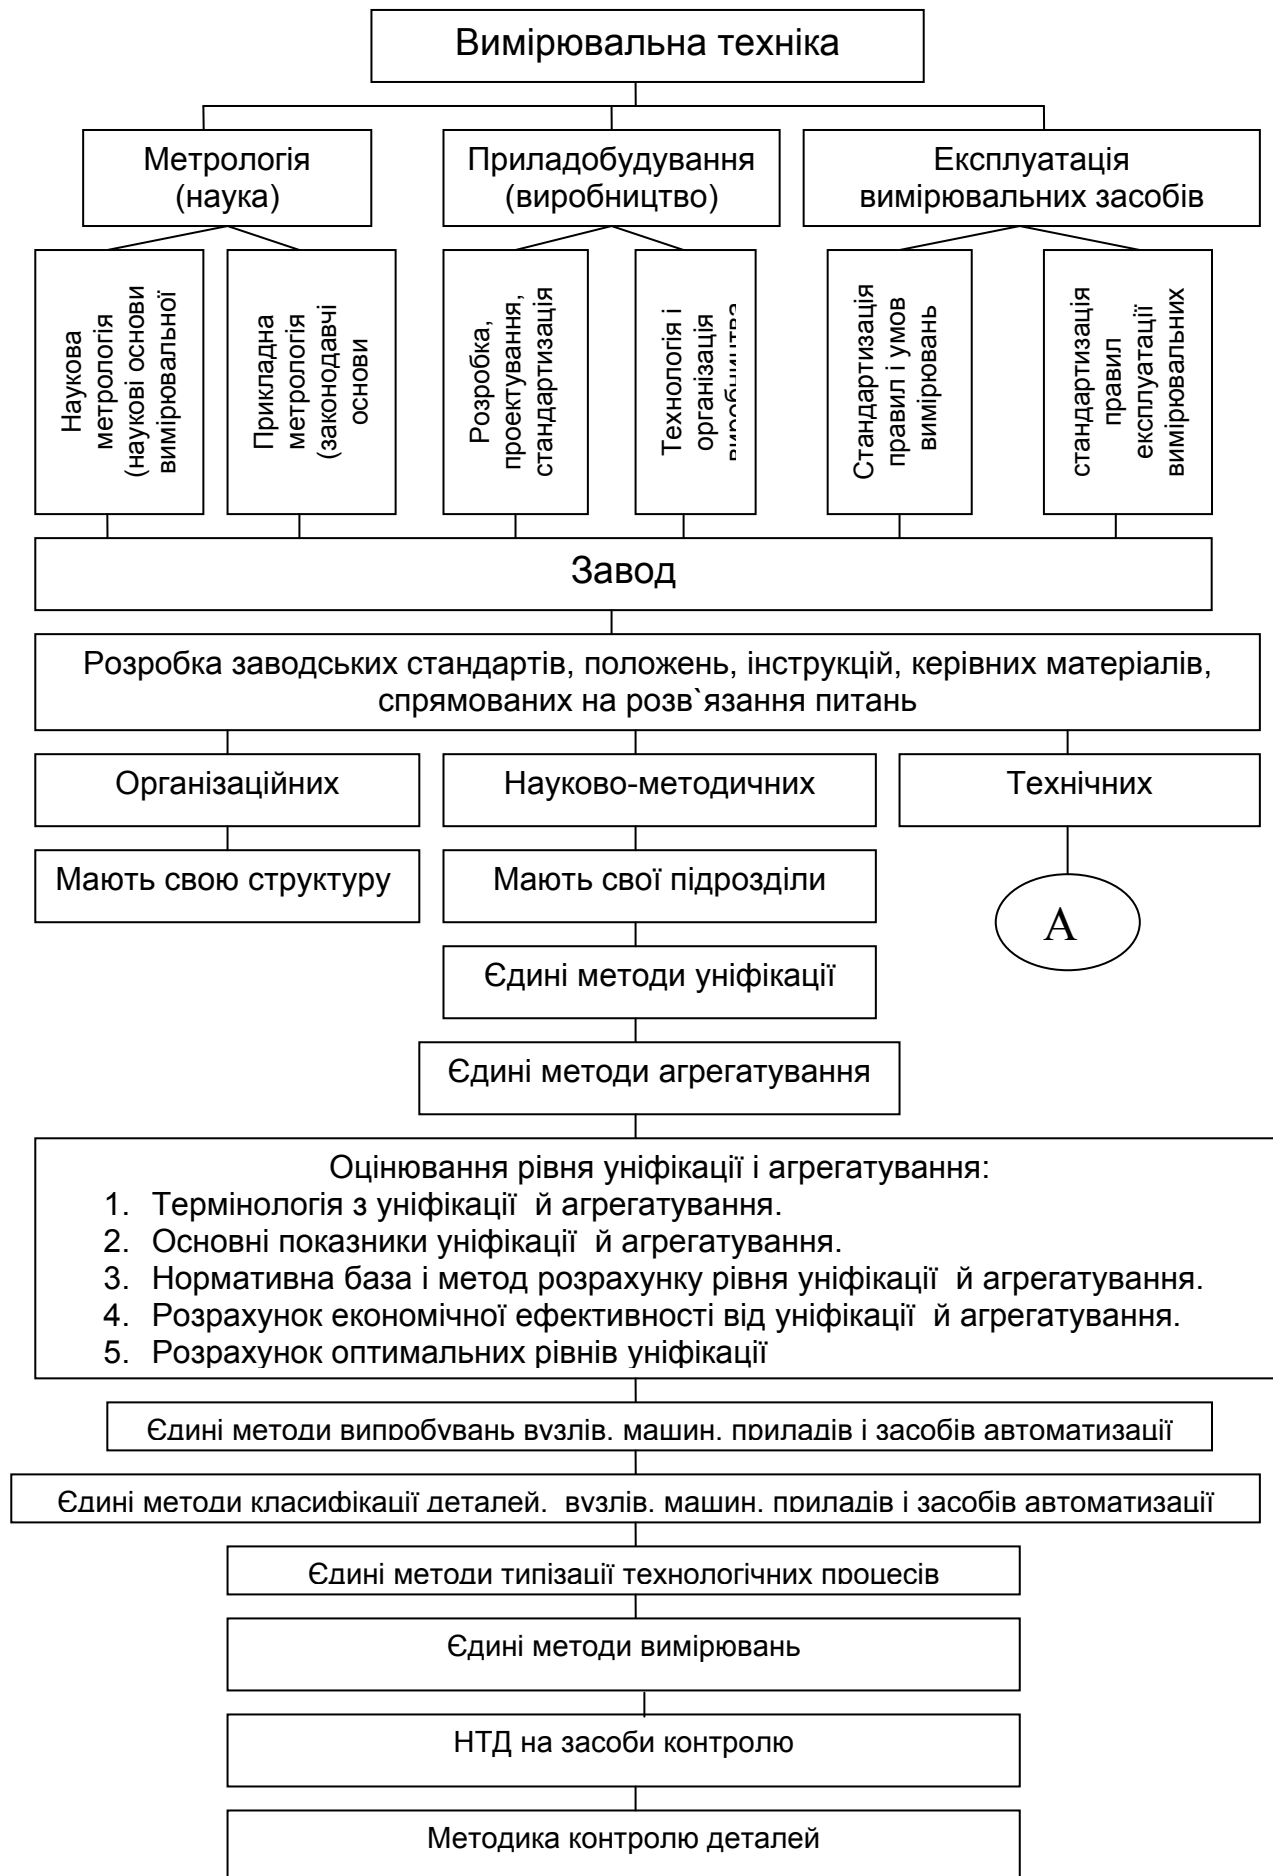 Вимірювальна техніка
Метрологія
(наука)
Приладобудування
(виробництво)
Експлуатація
вимірювальних засобів
Наукова
метрологія
(наукові основи
вимірювальної
Прикладна
метрологія
(законодавчі
основи
Розробка,
проектування,
стандартизація
Технологія і
організація
виробництва
Стандартизація
правил і умов
вимірювань
стандартизація
правил
експлуатації
вимірювальних
Завод
Розробка заводських стандартів, положень, інструкцій, керівних матеріалів,
спрямованих на розв`язання питань
Організаційних
Науково-методичних
Технічних
Мають свою структуру
Мають свої підрозділи
А
Єдині методи уніфікації
Єдині методи агрегатування
Оцінювання рівня уніфікації і агрегатування:
1. Термінологія з уніфікації й агрегатування.
2. Основні показники уніфікації й агрегатування.
3. Нормативна база і метод розрахунку рівня уніфікації й агрегатування.
4. Розрахунок економічної ефективності від уніфікації й агрегатування.
5. Розрахунок оптимальних рівнів уніфікації
Єдині методи випробувань вузлів, машин, приладів і засобів автоматизації
Єдині методи класифікації деталей, вузлів, машин, приладів і засобів автоматизації
Єдині методи типізації технологічних процесів
Єдині методи вимірювань
НТД на засоби контролю
Методика контролю деталей